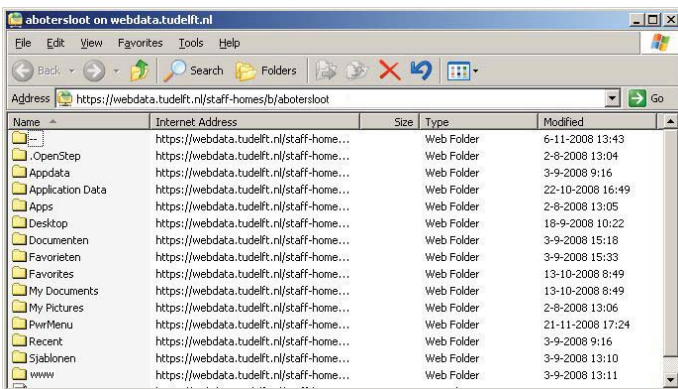 abotersloot on webdata.tudelft.nl
File Edit View Favorites Tools Help
Back Search Folders
Address https://webdata.tudelft.nl/staff-homes/b/abotersloot Go
Name Internet Address Size Type Modified
-- https://webdata.tudelft.nl/staff-home... Web Folder 6-11-2008 13:43
.OpenStep https://webdata.tudelft.nl/staff-home... Web Folder 2-8-2008 13:04
Appdata https://webdata.tudelft.nl/staff-home... Web Folder 3-9-2008 9:16
Application Data https://webdata.tudelft.nl/staff-home... Web Folder 22-10-2008 16:49
Apps https://webdata.tudelft.nl/staff-home... Web Folder 2-8-2008 13:05
Desktop https://webdata.tudelft.nl/staff-home... Web Folder 18-9-2008 10:22
Documenten https://webdata.tudelft.nl/staff-home... Web Folder 3-9-2008 15:18
Favorieten https://webdata.tudelft.nl/staff-home... Web Folder 3-9-2008 15:33
Favorites https://webdata.tudelft.nl/staff-home... Web Folder 13-10-2008 8:49
My Documents https://webdata.tudelft.nl/staff-home... Web Folder 13-10-2008 8:49
My Pictures https://webdata.tudelft.nl/staff-home... Web Folder 2-8-2008 13:06
PwrMenu https://webdata.tudelft.nl/staff-home... Web Folder 21-11-2008 17:24
Recent https://webdata.tudelft.nl/staff-home... Web Folder 3-9-2008 9:16
Sjablonen https://webdata.tudelft.nl/staff-home... Web Folder 3-9-2008 13:10
www https://webdata.tudelft.nl/staff-home... Web Folder 3-9-2008 13:11